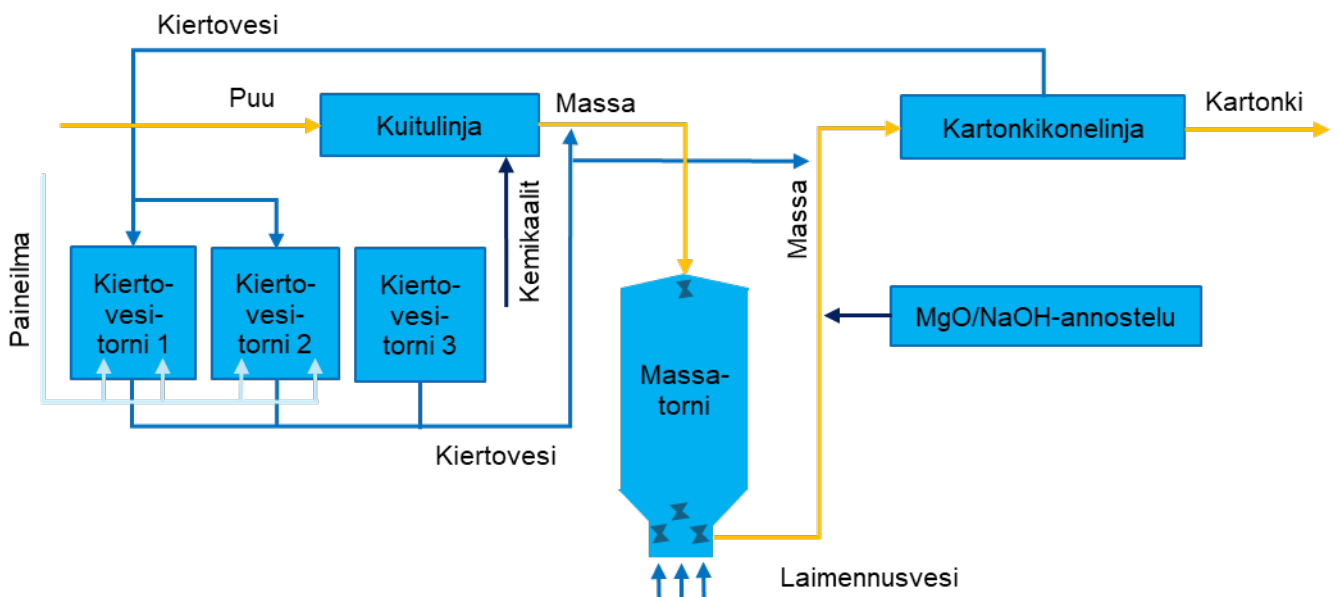 Kiertovesi
Puu
Kuitulinja
Massa
Kartonkikonelinja
Kartonki
Paineilma
Kemikaalit
Massa
Kierto-
vesi-
torni 1
Kierto-
vesi-
torni 2
Kierto-
vesi-
torni 3
MgO/NaOH-annostelu
Massa-
torni
Kiertovesi
Laimennusvesi